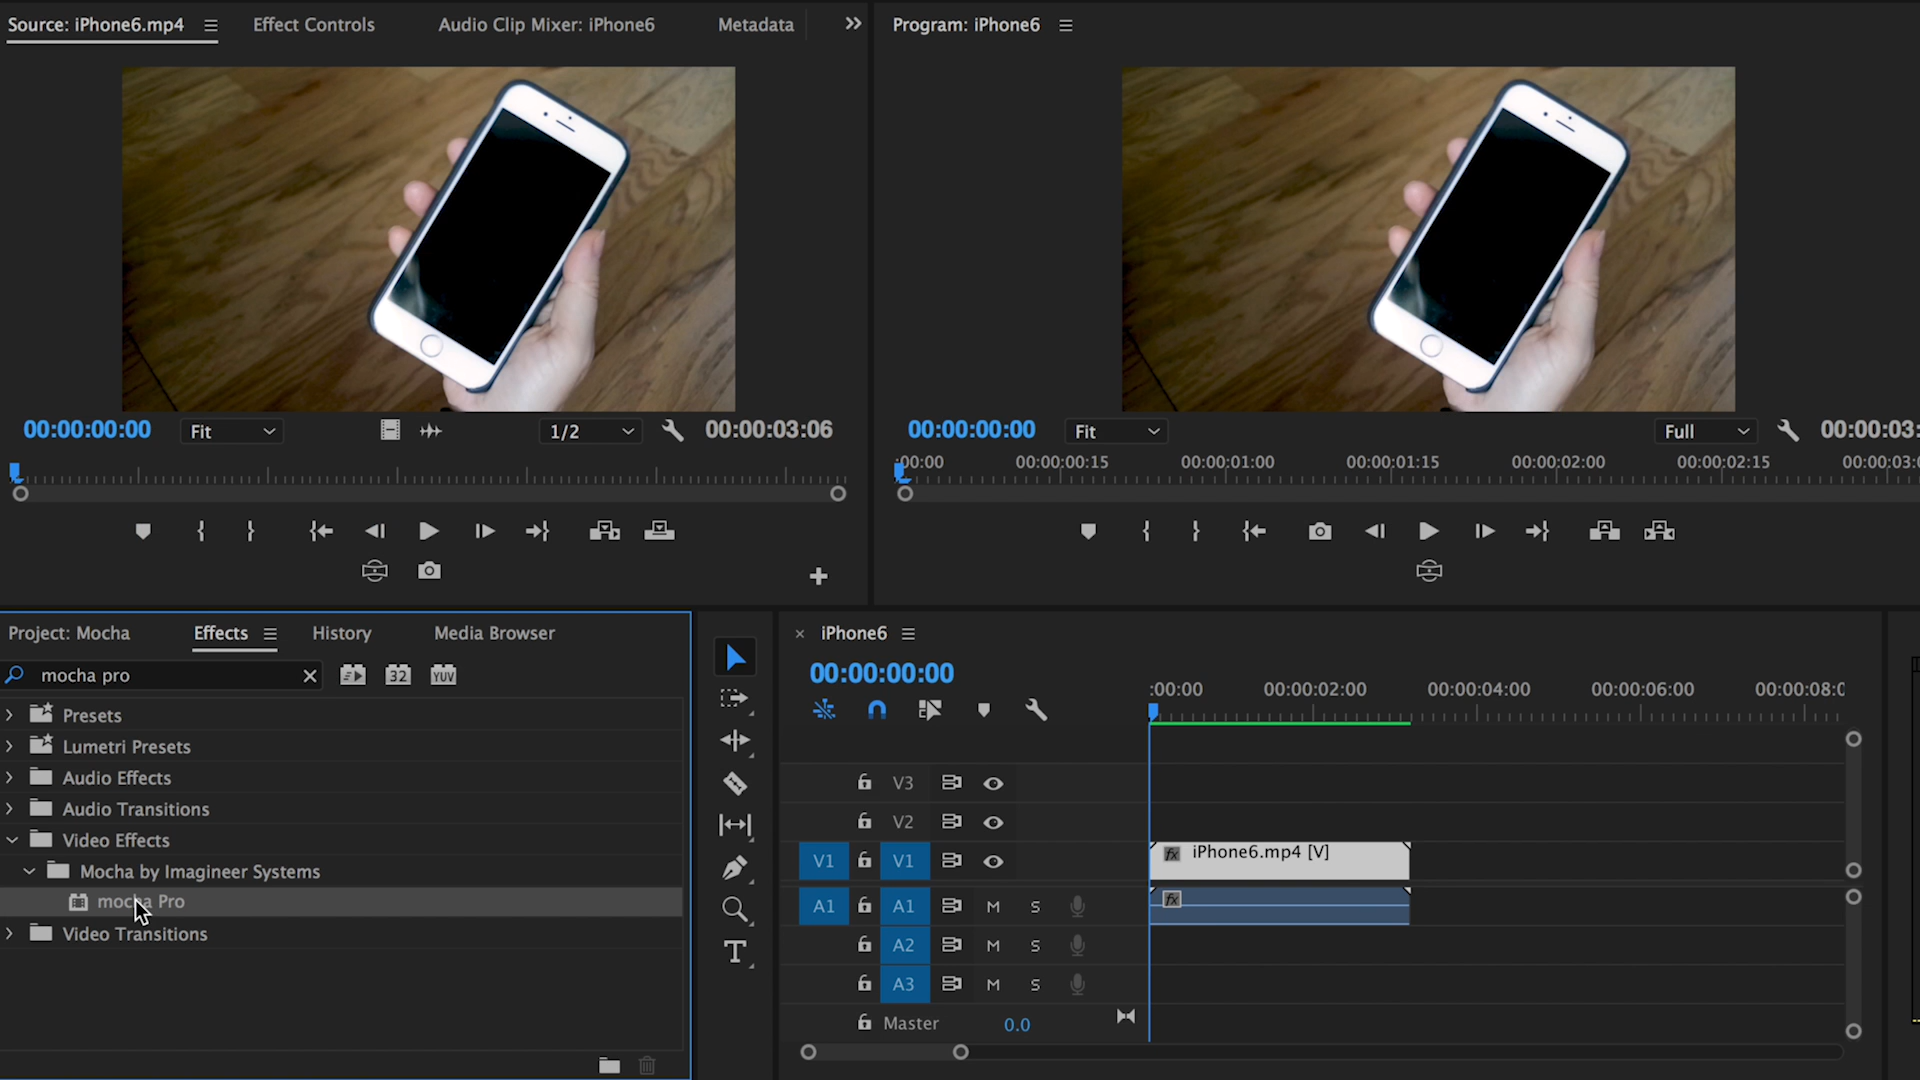 Source: iPhone6.mp4
Effect Controls
Audio Clip Mixer: iPhone6
Metadata
Program: iPhone6
00:00:00:00
Fit
1/2
00:00:03:06
00:00:00:00
Fit
Full
00:00:03:
:00:00
00:00:00:15
00:00:01:00
00:00:01:15
00:00:02:00
00:00:02:15
00:00:03:0
Project: Mocha
Effects
History
Media Browser
mocha pro
32
YUV
Presets
Lumetri Presets
Audio Effects
Audio Transitions
Video Effects
Mocha by Imagineer Systems
mocha Pro
Video Transitions
T
iPhone6
00:00:00:00
:00:00
00:00:02:00
00:00:04:00
00:00:06:00
00:00:08:0
V3
V2
V1
V1
fx iPhone6.mp4 [V]
A1
A1
M
S
fx
A2
M
S
A3
M
S
Master
0.0